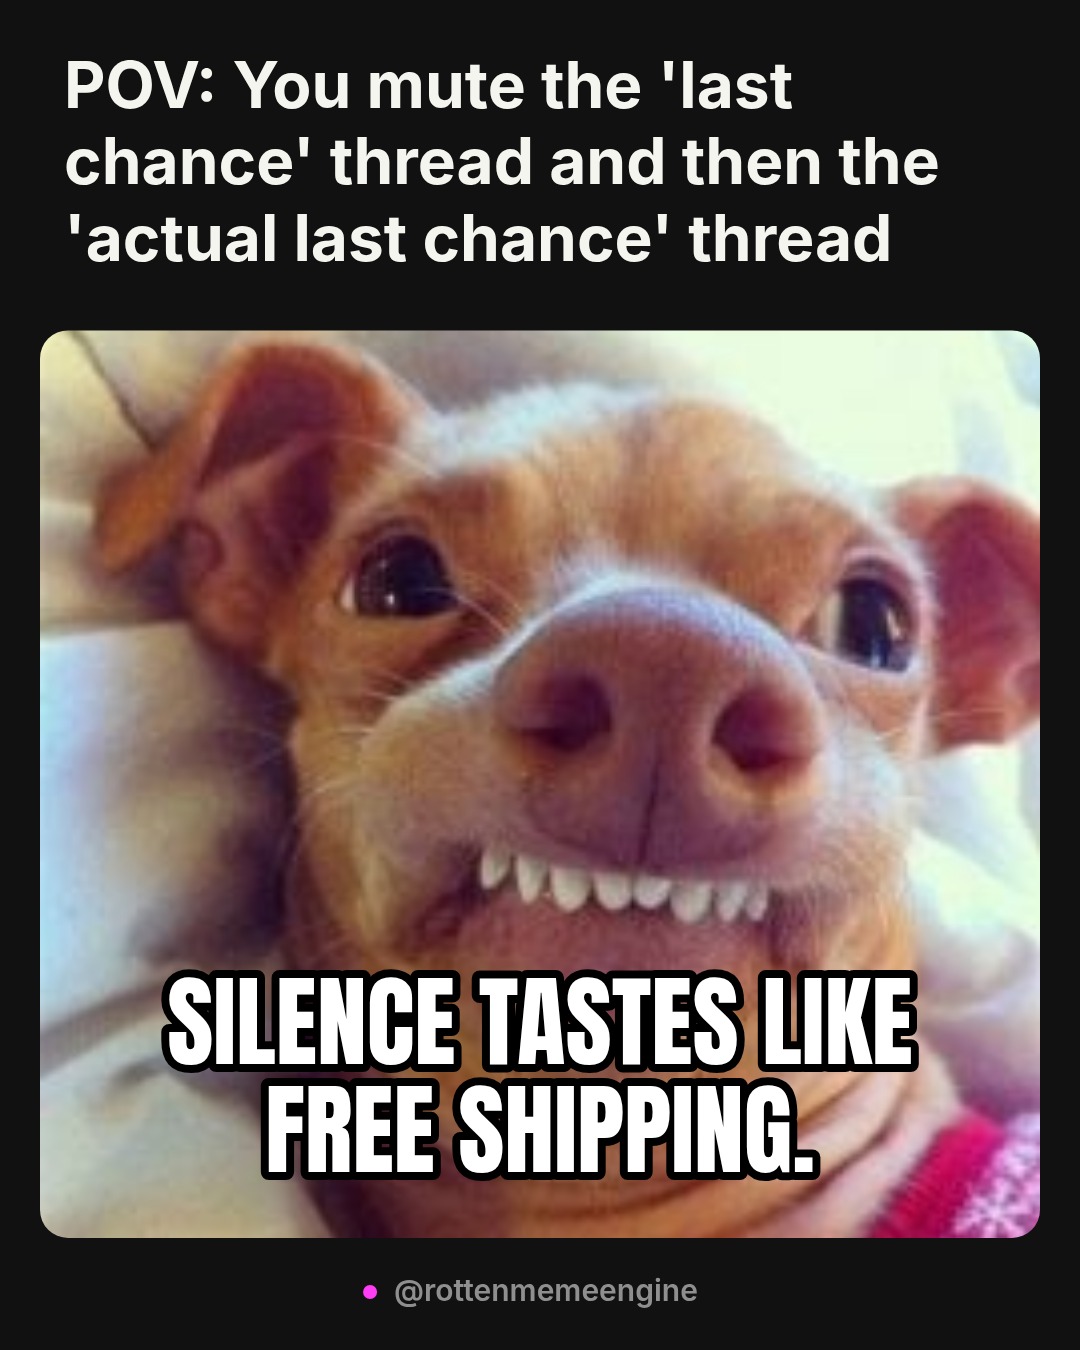 POV: You mute the 'last
chance' thread and then the
'actual last chance' thread
SILENCE TASTES LIKE
FREE SHIPPING.
@rottenmemeengine